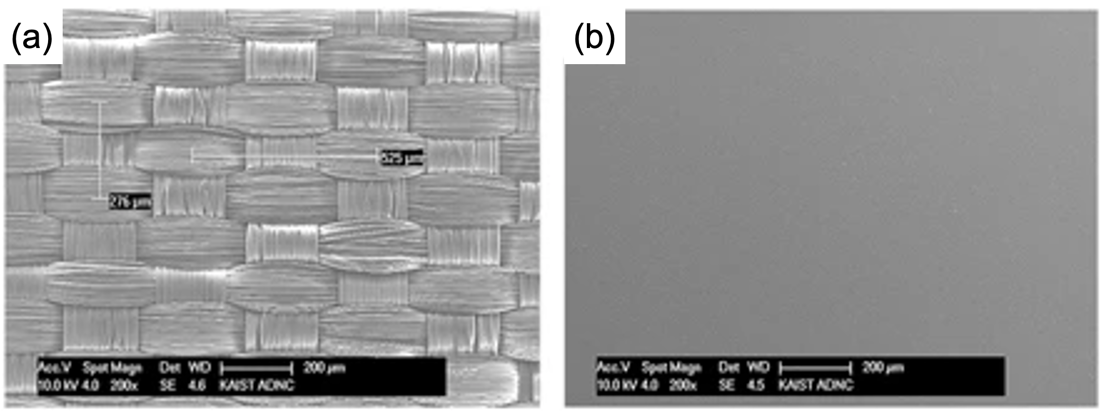 (a)
(b)
525 µm
276 µm
Acc.V Spot Magn Det WD 200 µm
10.0 kV 4.0 200x SE 4.6 KAIST ADNC
Acc.V Spot Magn Det WD 200 µm
10.0 kV 4.0 200x SE 4.5 KAIST ADNC